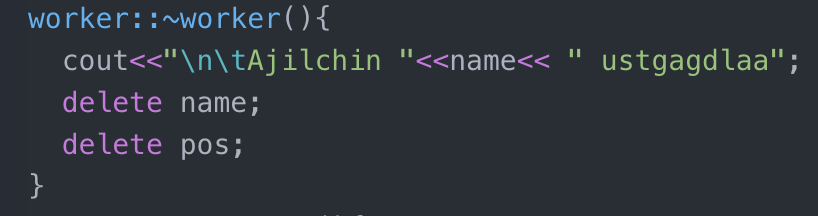 worker::~worker(){
cout<<"\n\tAjilchin "<<name<< " ustgagdlaa";
delete name;
delete pos;
}